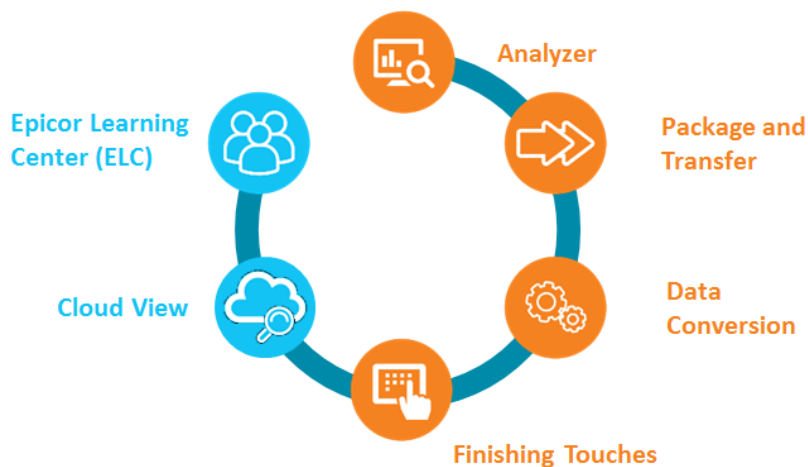 Analyzer
Epicor Learning
Center (ELC)
Package and
Transfer
Cloud View
Data
Conversion
Finishing Touches